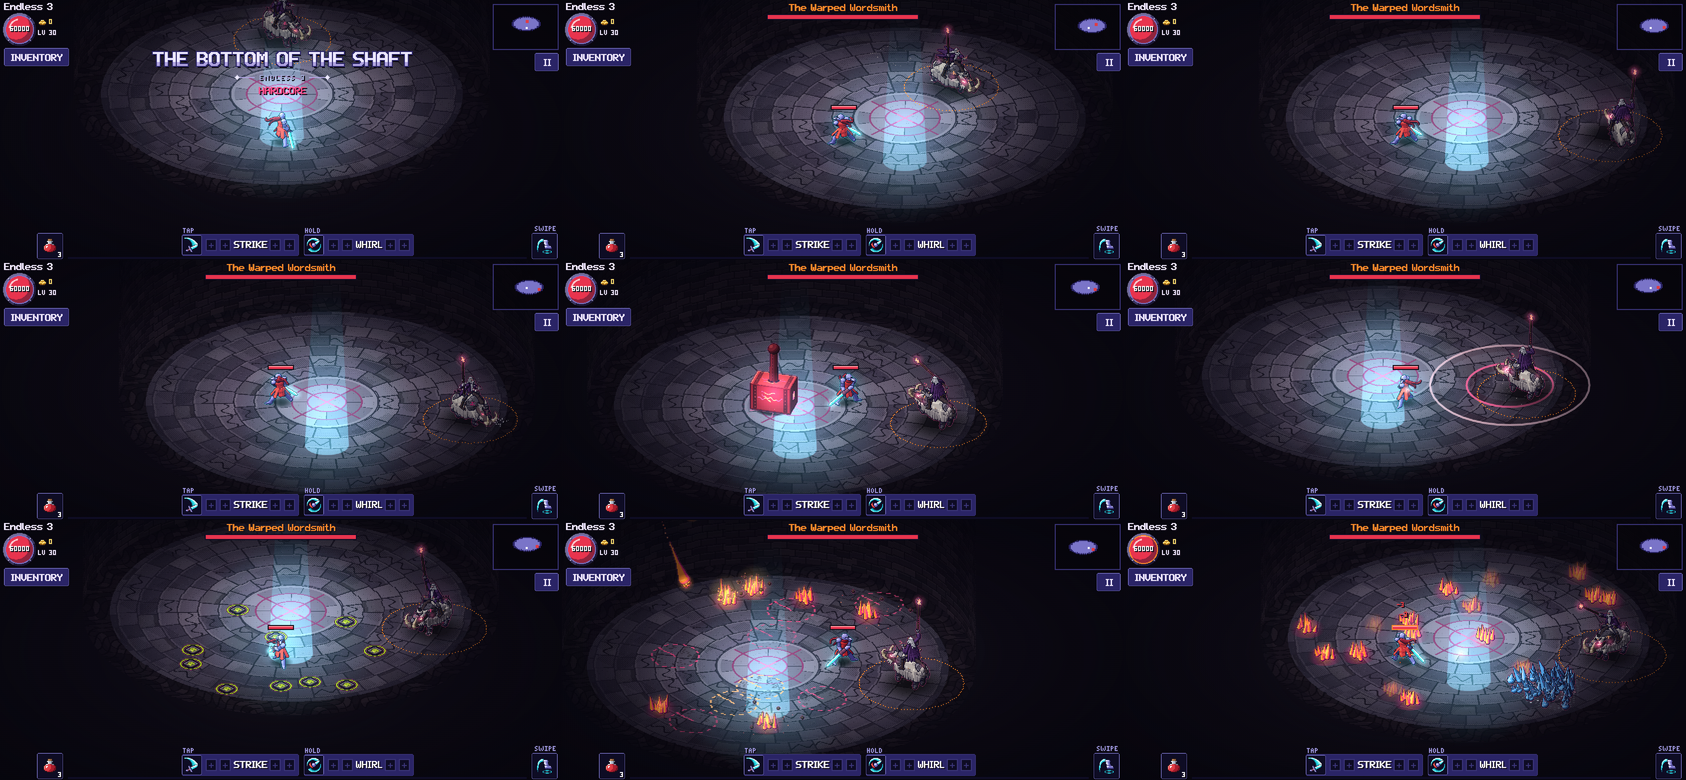 Endless 3
60000
0
LV 30
INVENTORY
THE BOTTOM OF THE SHAFT
ENDLESS 3
HARDCORE
II
3
TAP
STRIKE
HOLD
WHIRL
SWIPE
Endless 3
The Warped Wordsmith
60000
0
LV 30
INVENTORY
II
3
TAP
STRIKE
HOLD
WHIRL
SWIPE
Endless 3
The Warped Wordsmith
60000
0
LV 30
INVENTORY
II
3
TAP
STRIKE
HOLD
WHIRL
SWIPE
Endless 3
The Warped Wordsmith
60000
0
LV 30
INVENTORY
II
3
TAP
STRIKE
HOLD
WHIRL
SWIPE
Endless 3
The Warped Wordsmith
60000
0
LV 30
INVENTORY
II
3
TAP
STRIKE
HOLD
WHIRL
SWIPE
Endless 3
The Warped Wordsmith
60000
0
LV 30
INVENTORY
II
3
TAP
STRIKE
HOLD
WHIRL
SWIPE
Endless 3
The Warped Wordsmith
60000
0
LV 30
INVENTORY
II
3
TAP
STRIKE
HOLD
WHIRL
SWIPE
Endless 3
The Warped Wordsmith
60000
0
LV 30
INVENTORY
II
3
TAP
STRIKE
HOLD
WHIRL
SWIPE
Endless 3
The Warped Wordsmith
60000
0
LV 30
INVENTORY
II
3
TAP
STRIKE
HOLD
WHIRL
SWIPE